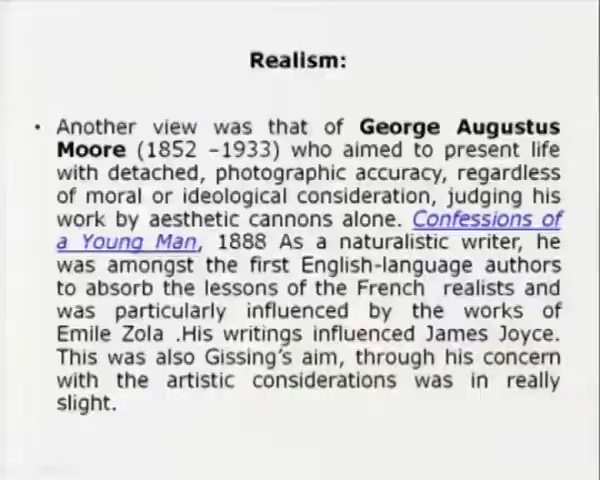 Realism:
• Another view was that of George Augustus
Moore (1852 –1933) who aimed to present life
with detached, photographic accuracy, regardless
of moral or ideological consideration, judging his
work by aesthetic cannons alone. Confessions of
a Young Man, 1888 As a naturalistic writer, he
was amongst the first English-language authors
to absorb the lessons of the French realists and
was particularly influenced by the works of
Emile Zola .His writings influenced James Joyce.
This was also Gissing's aim, through his concern
with the artistic considerations was in really
slight.